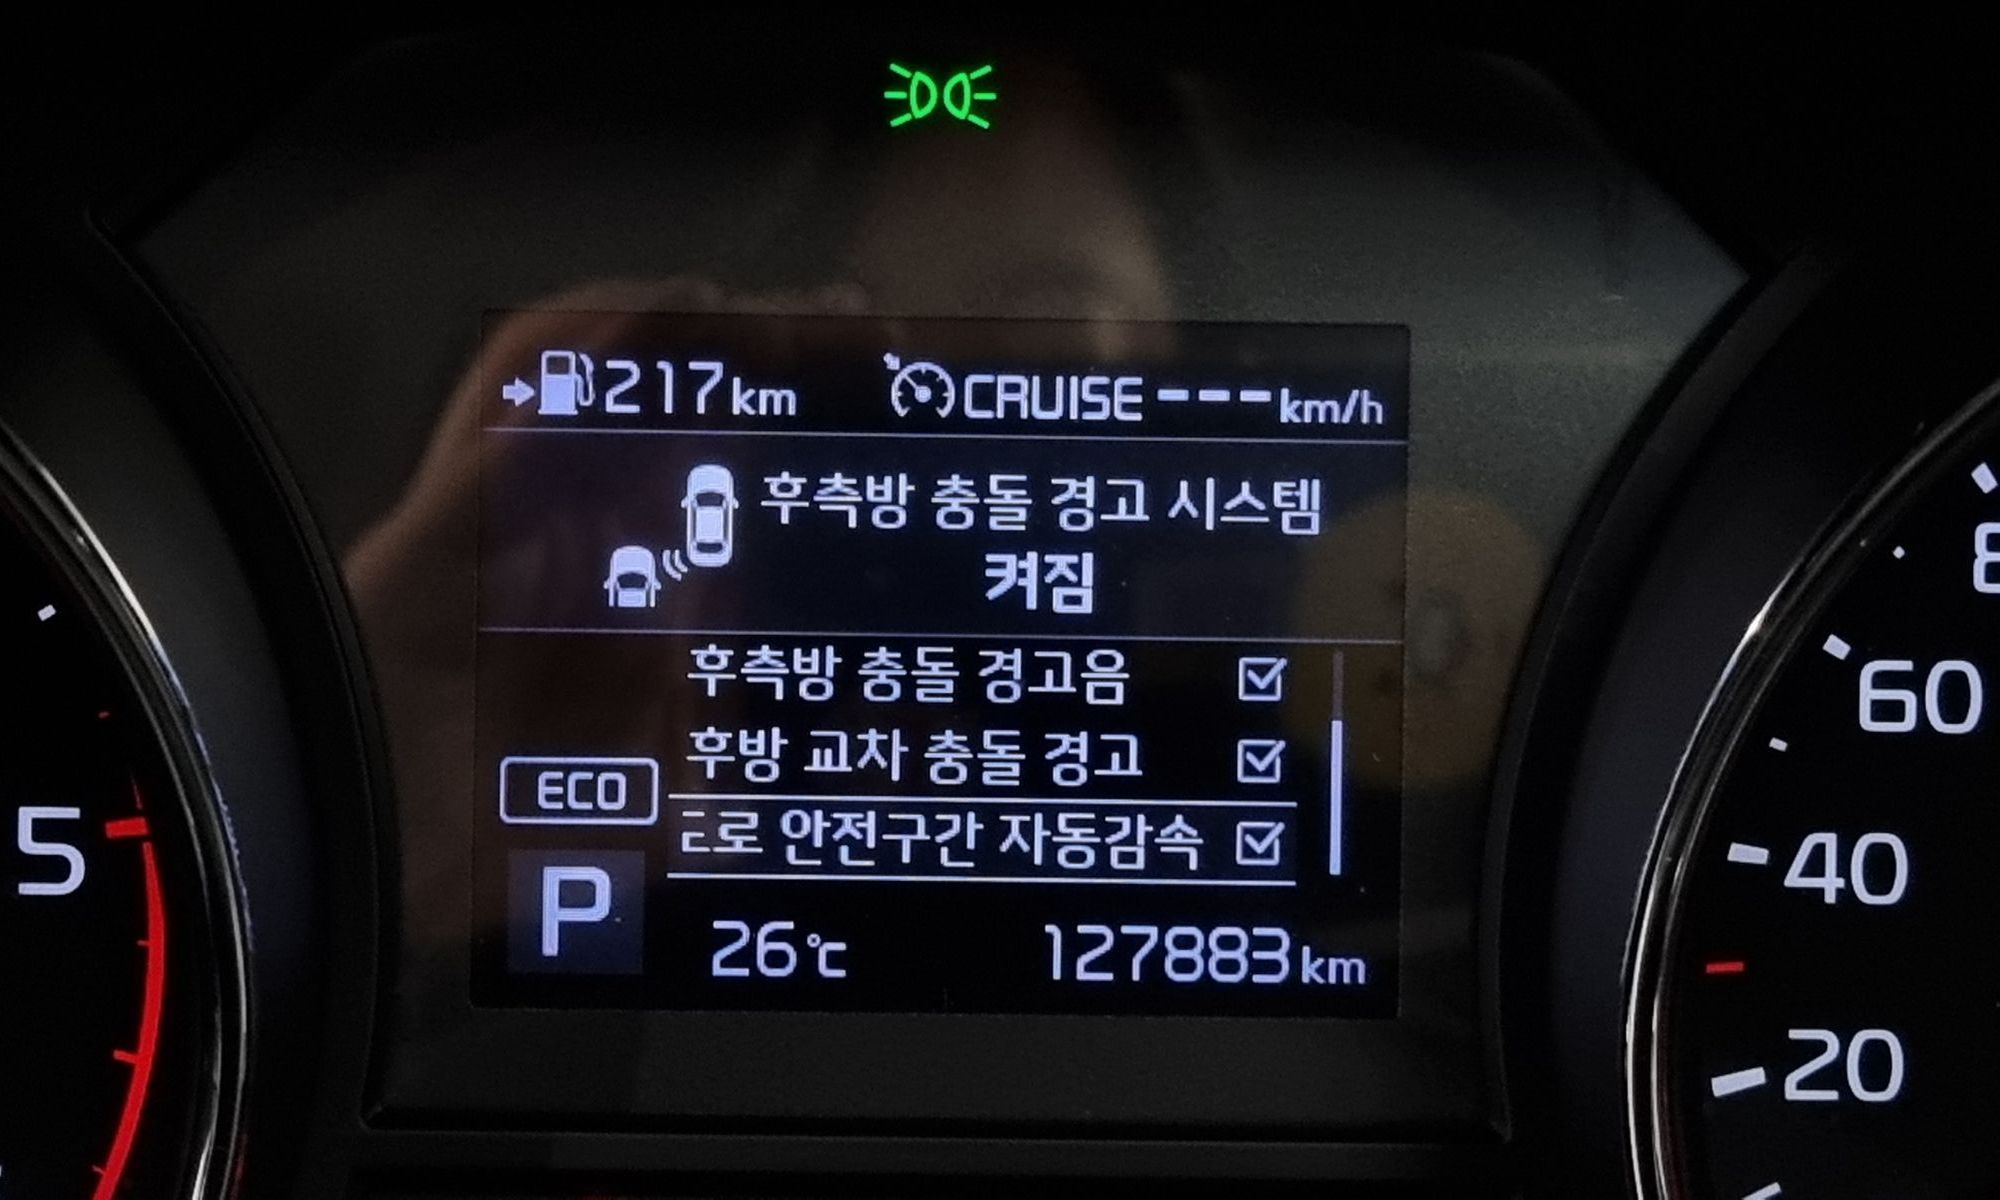 217km CRUISE ---km/h
후측방 충돌 경고 시스템
켜짐
후측방 충돌 경고음
후방 교차 충돌 경고
ECO
로 안전구간 자동감속
P
26℃ 127883km
5
60
40
20